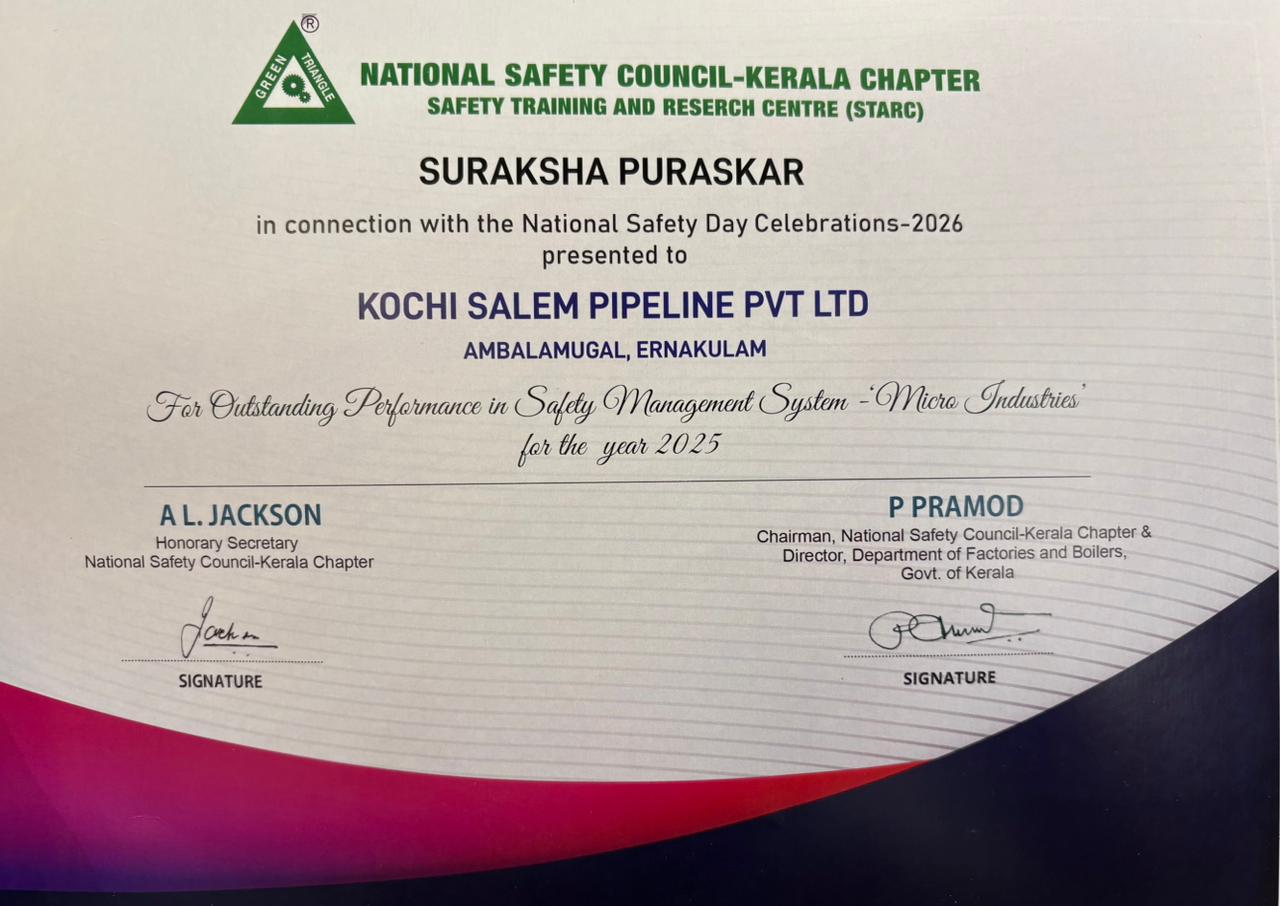 ®
GREEN TRIANGLE
NATIONAL SAFETY COUNCIL-KERALA CHAPTER
SAFETY TRAINING AND RESERCH CENTRE (STARC)
SURAKSHA PURASKAR
in connection with the National Safety Day Celebrations-2026
presented to
KOCHI SALEM PIPELINE PVT LTD
AMBALAMUGAL, ERNAKULAM
For Outstanding Performance in Safety Management System -'Micro Industries'
for the year 2025
A L. JACKSON
Honorary Secretary
National Safety Council-Kerala Chapter
Jackson
SIGNATURE
P PRAMOD
Chairman, National Safety Council-Kerala Chapter &
Director, Department of Factories and Boilers,
Govt. of Kerala
SIGNATURE